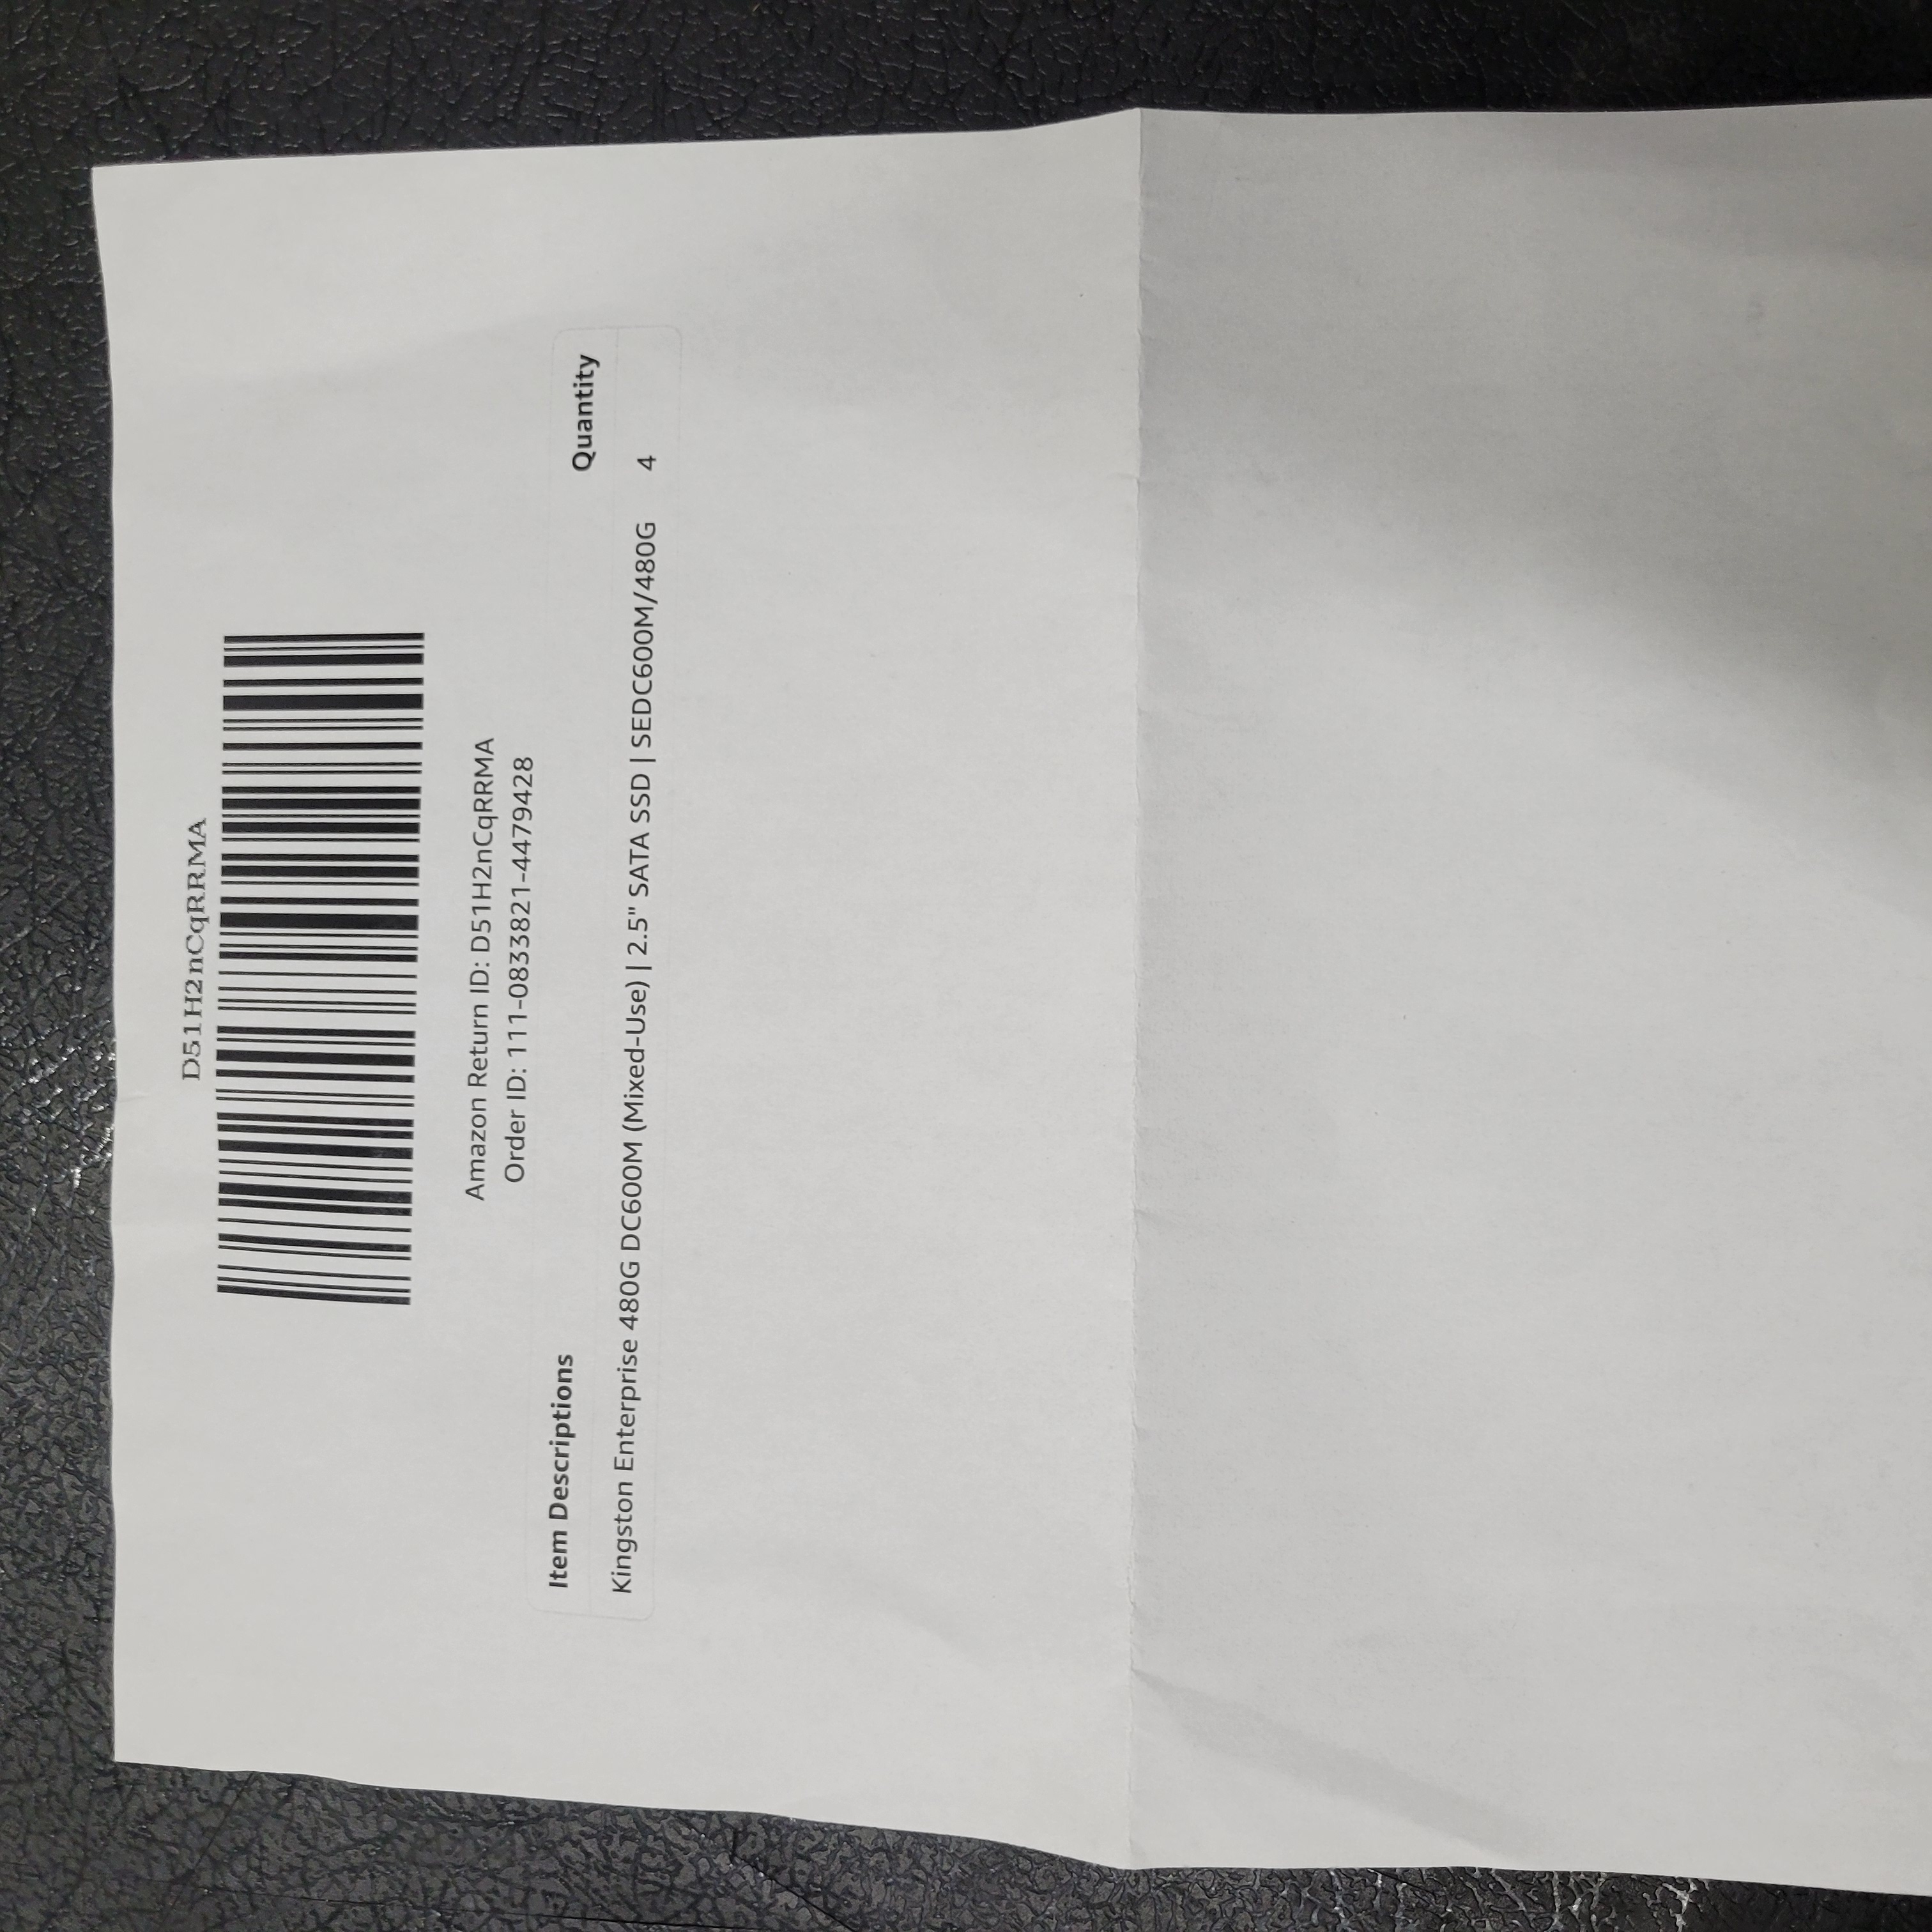 D51H2nCqRRMA
Amazon Return ID: D51H2nCqRRMA
Order ID: 111-0833821-4479428
Item Descriptions Quantity
Kingston Enterprise 480G DC600M (Mixed-Use) | 2.5" SATA SSD | SEDC600M/480G 4